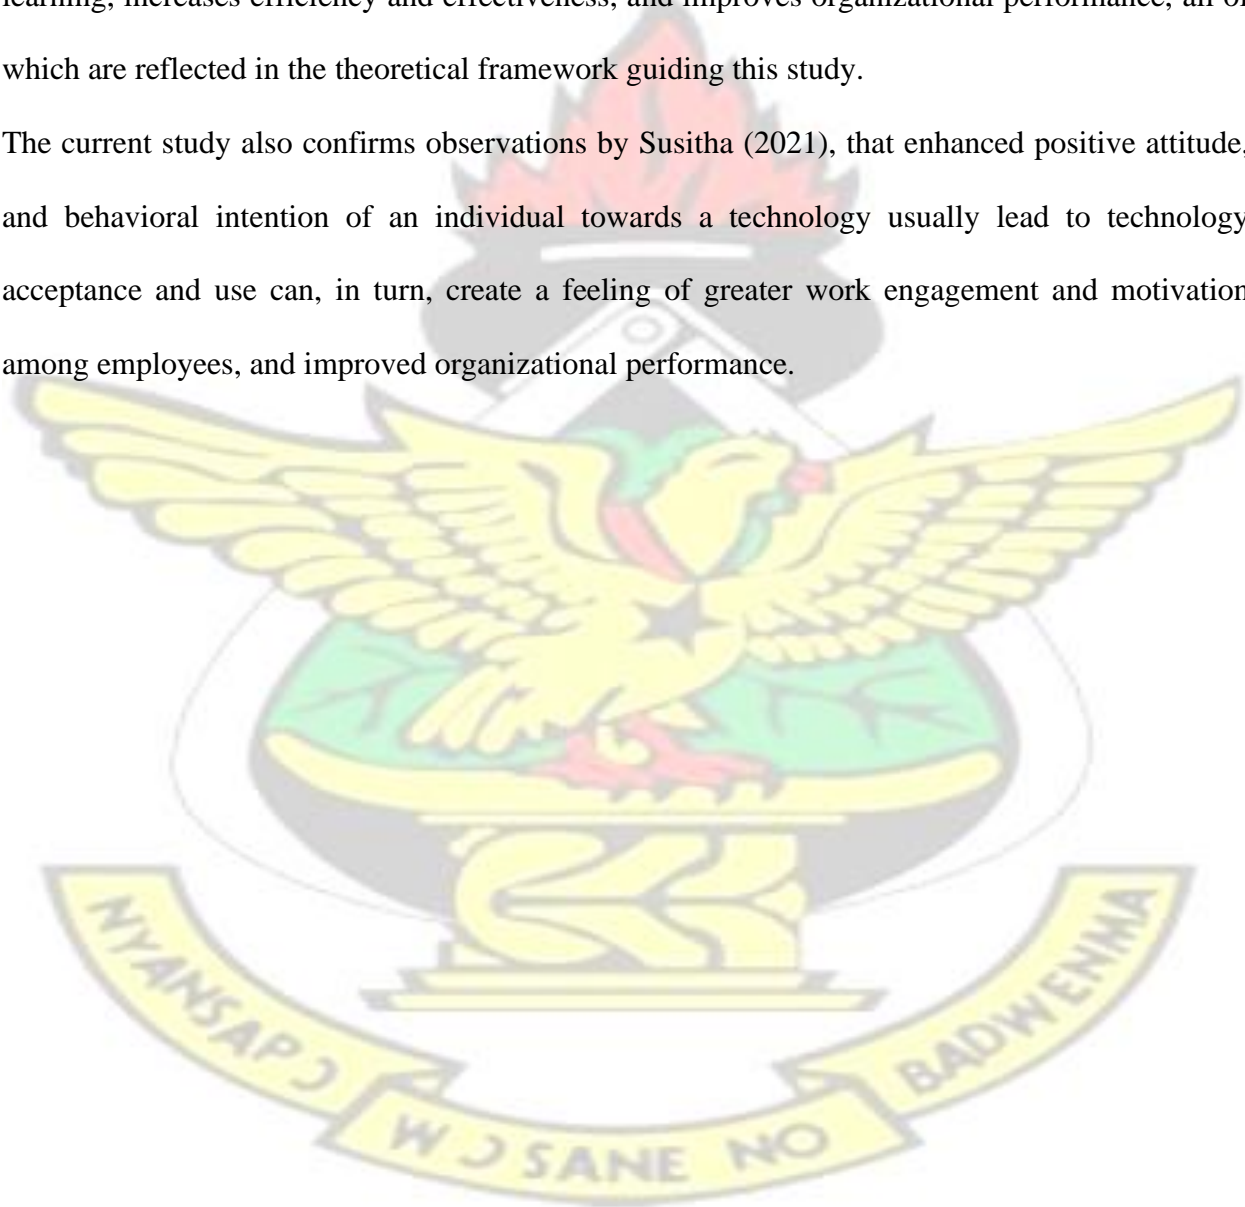 learning, increases efficiency and effectiveness, and improves organizational performance, all of
which are reflected in the theoretical framework guiding this study.
The current study also confirms observations by Susitha (2021), that enhanced positive attitude,
and behavioral intention of an individual towards a technology usually lead to technology
acceptance and use can, in turn, create a feeling of greater work engagement and motivation
among employees, and improved organizational performance.
NYANSAPƆ
WƆSANE NO
BADWENMA